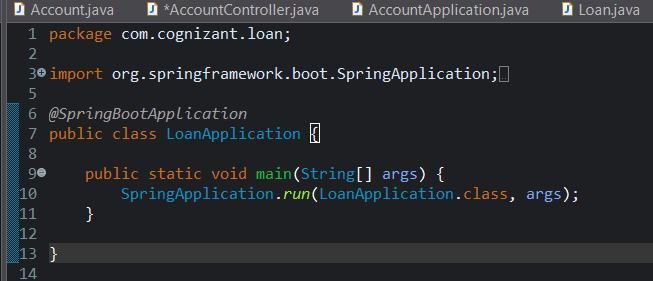 Account.java *AccountController.java AccountApplication.java Loan.java
1 package com.cognizant.loan;
2
3 import org.springframework.boot.SpringApplication;
5
6 @SpringBootApplication
7 public class LoanApplication {
8
9 public static void main(String[] args) {
10 SpringApplication.run(LoanApplication.class, args);
11 }
12
13 }
14